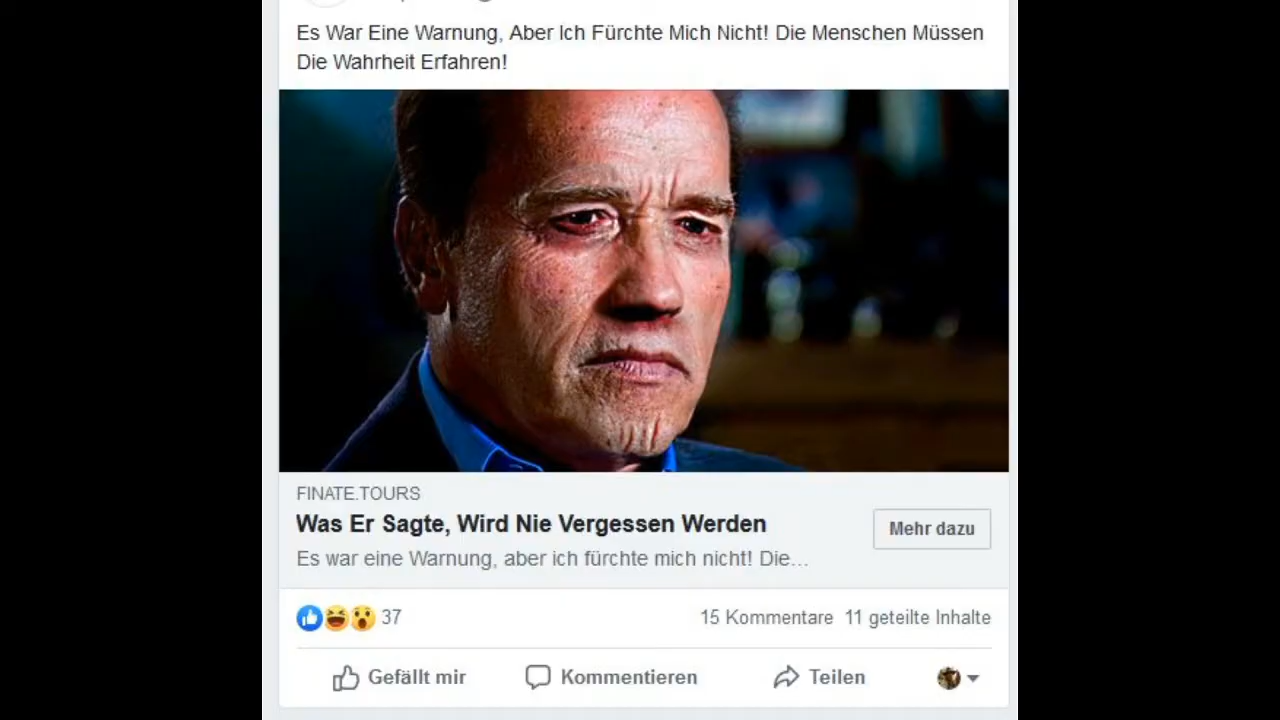 Es War Eine Warnung, Aber Ich Fürchte Mich Nicht! Die Menschen Müssen
Die Wahrheit Erfahren!
FINATE.TOURS
Was Er Sagte, Wird Nie Vergessen Werden
Mehr dazu
Es war eine Warnung, aber ich fürchte mich nicht! Die...
37
15 Kommentare 11 geteilte Inhalte
Gefällt mir Kommentieren Teilen